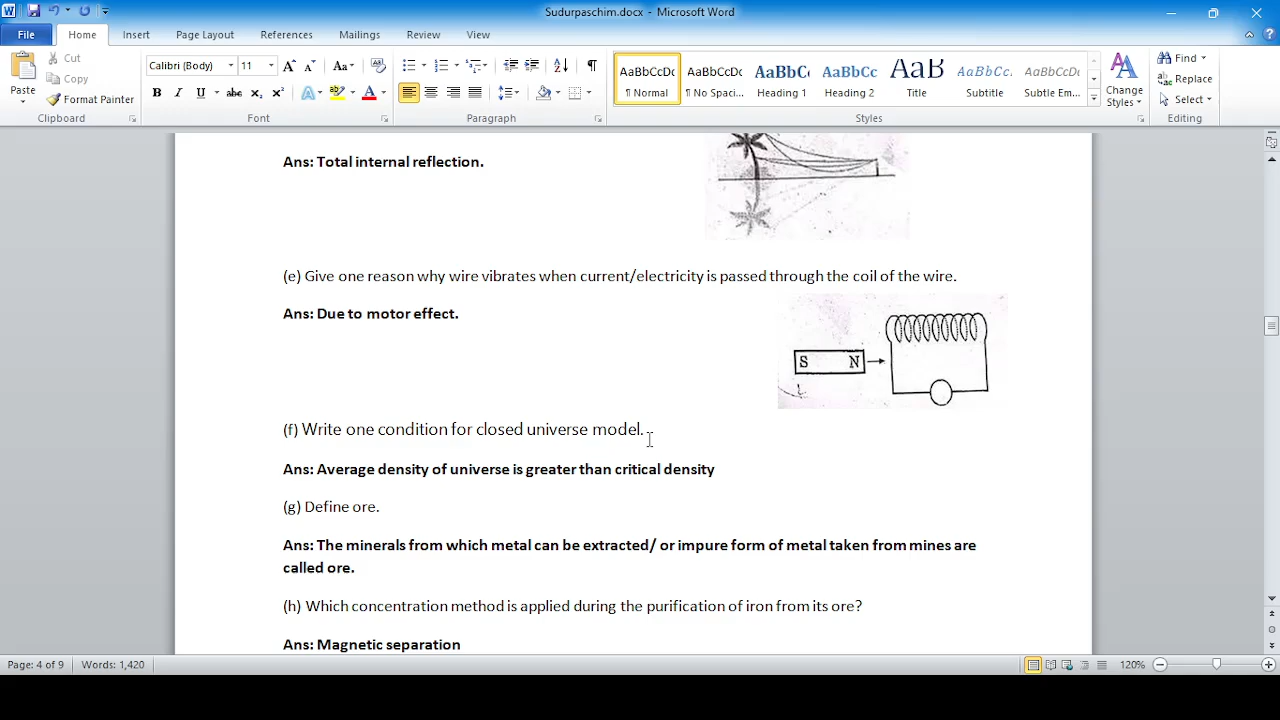 Sudurpaschim.docx - Microsoft Word
File Home Insert Page Layout References Mailings Review View
Paste Cut Copy Format Painter
Calibri (Body) 11
AaBbCcDc AaBbCcDc AaBbCc AaBbCc AaB AaBbCc. AaBbCcDc
¶ Normal ¶ No Spaci... Heading 1 Heading 2 Title Subtitle Subtle Em...
Change Styles
Find Replace Select
Clipboard Font Paragraph Styles Editing
Ans: Total internal reflection.
(e) Give one reason why wire vibrates when current/electricity is passed through the coil of the wire.
Ans: Due to motor effect.
S N
(f) Write one condition for closed universe model.
Ans: Average density of universe is greater than critical density
(g) Define ore.
Ans: The minerals from which metal can be extracted/ or impure form of metal taken from mines are
called ore.
(h) Which concentration method is applied during the purification of iron from its ore?
Ans: Magnetic separation
Page: 4 of 9 Words: 1,420 120%